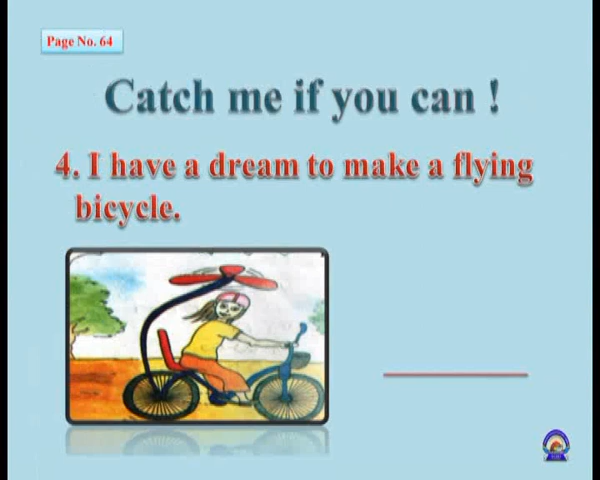 Page No. 64
Catch me if you can !
4. I have a dream to make a flying
bicycle.